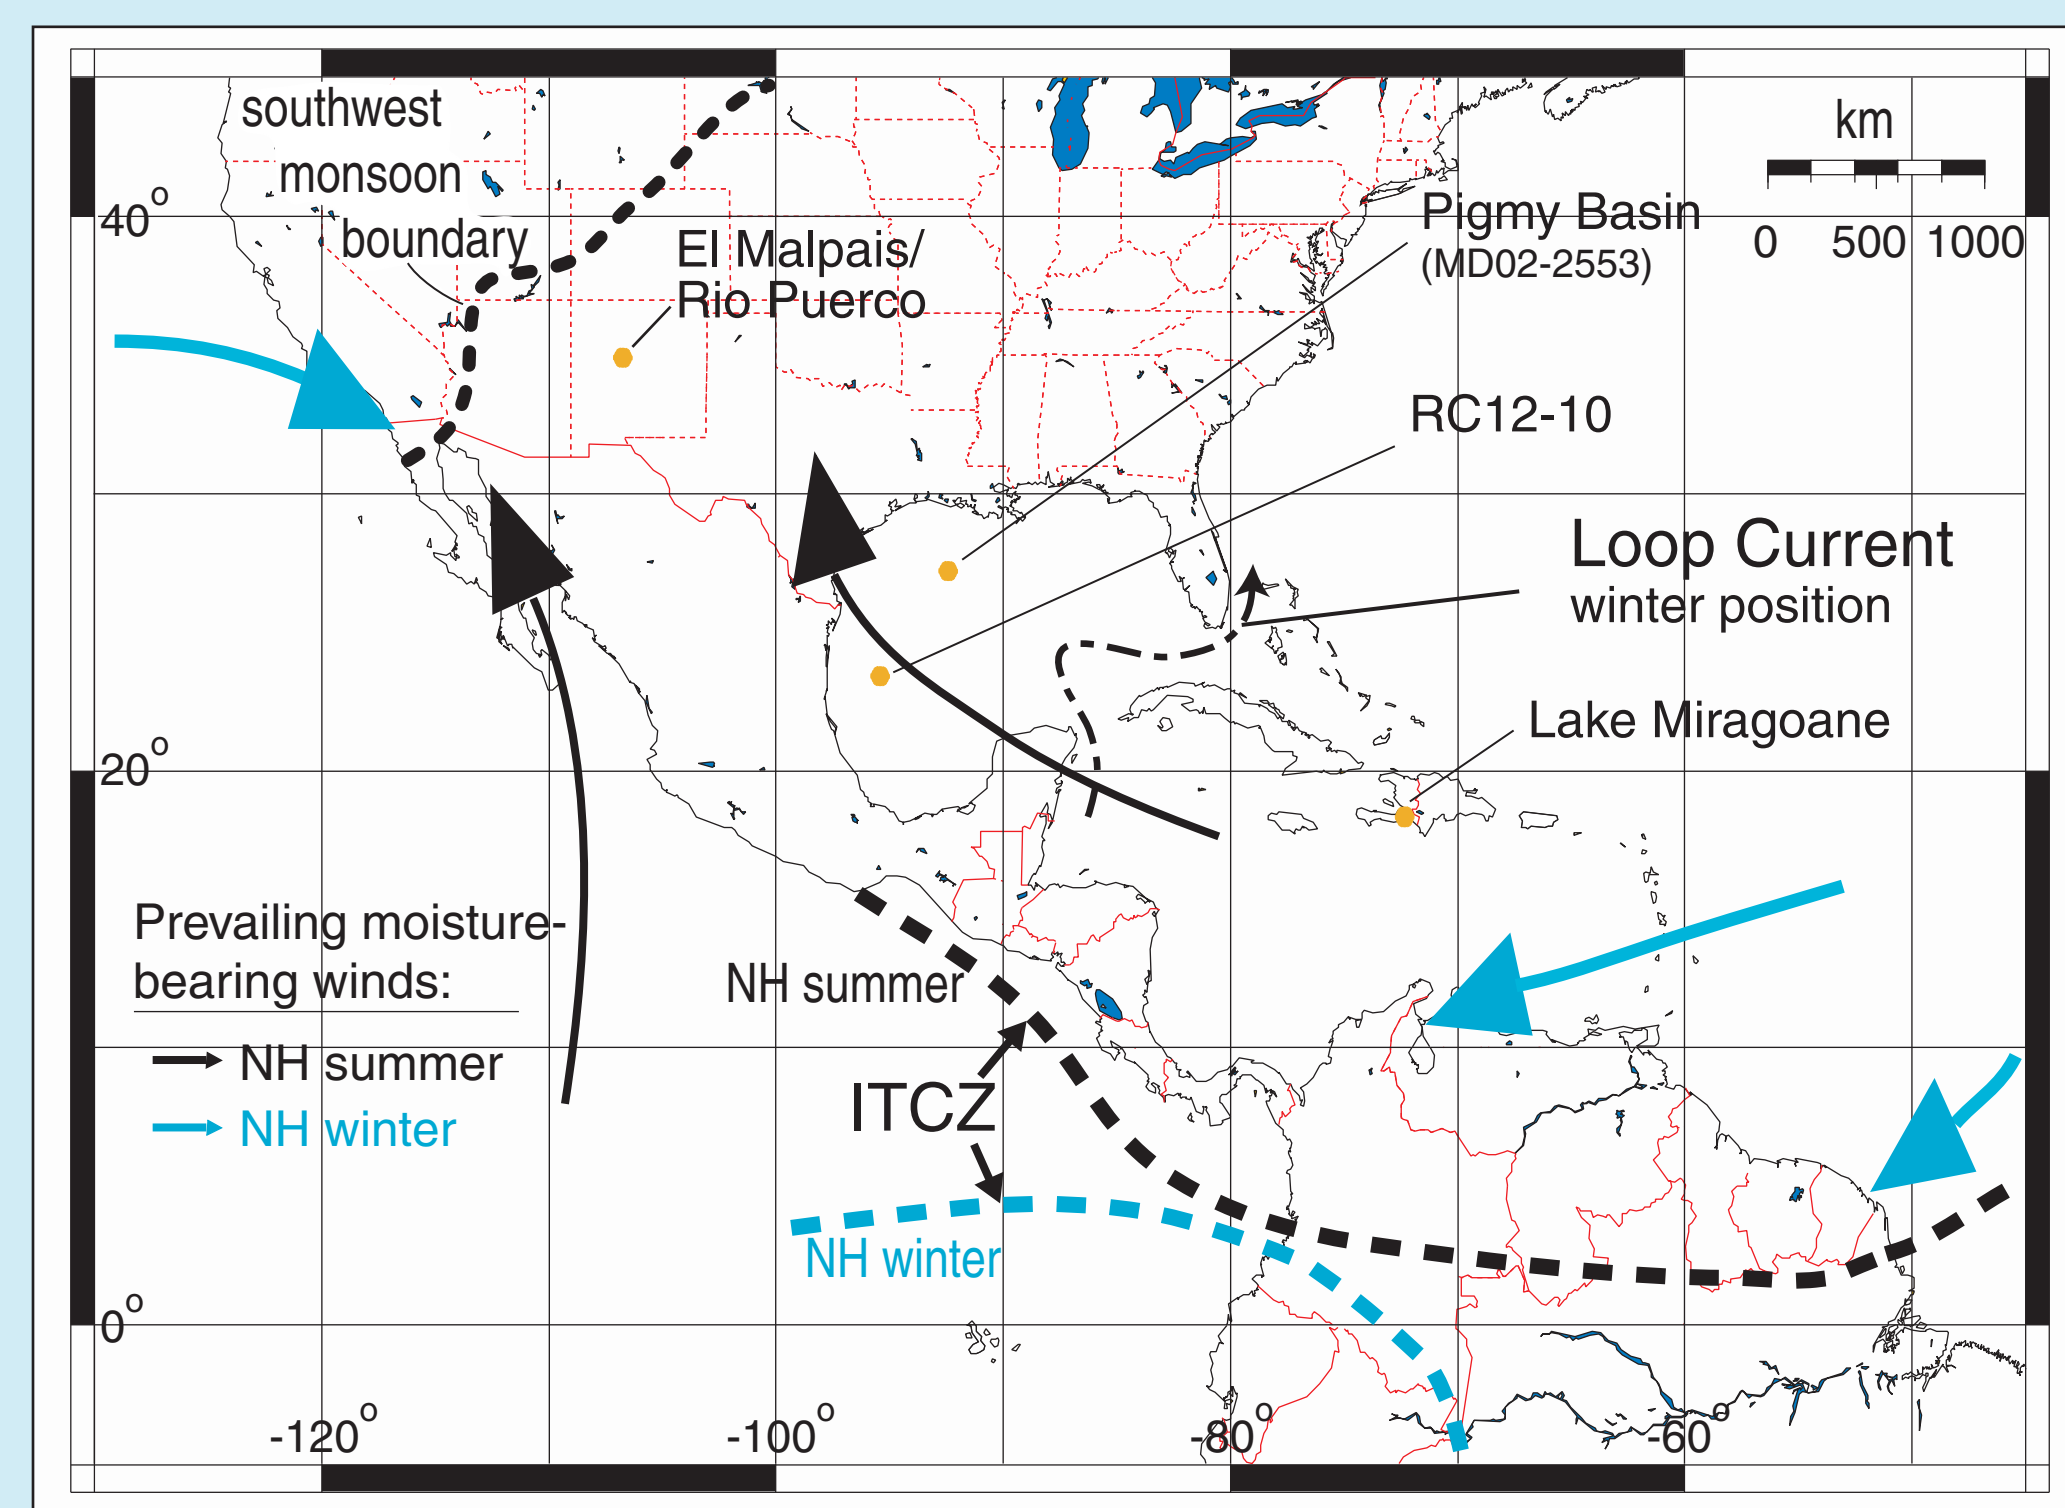 southwest
monsoon
boundary
km
0 500 1000
40°
El Malpais/
Rio Puerco
Pigmy Basin
(MD02-2553)
RC12-10
Loop Current
winter position
Lake Miragoane
20°
Prevailing moisture-
bearing winds:
NH summer
NH winter
NH summer
ITCZ
NH winter
0°
-120° -100° -80° -60°